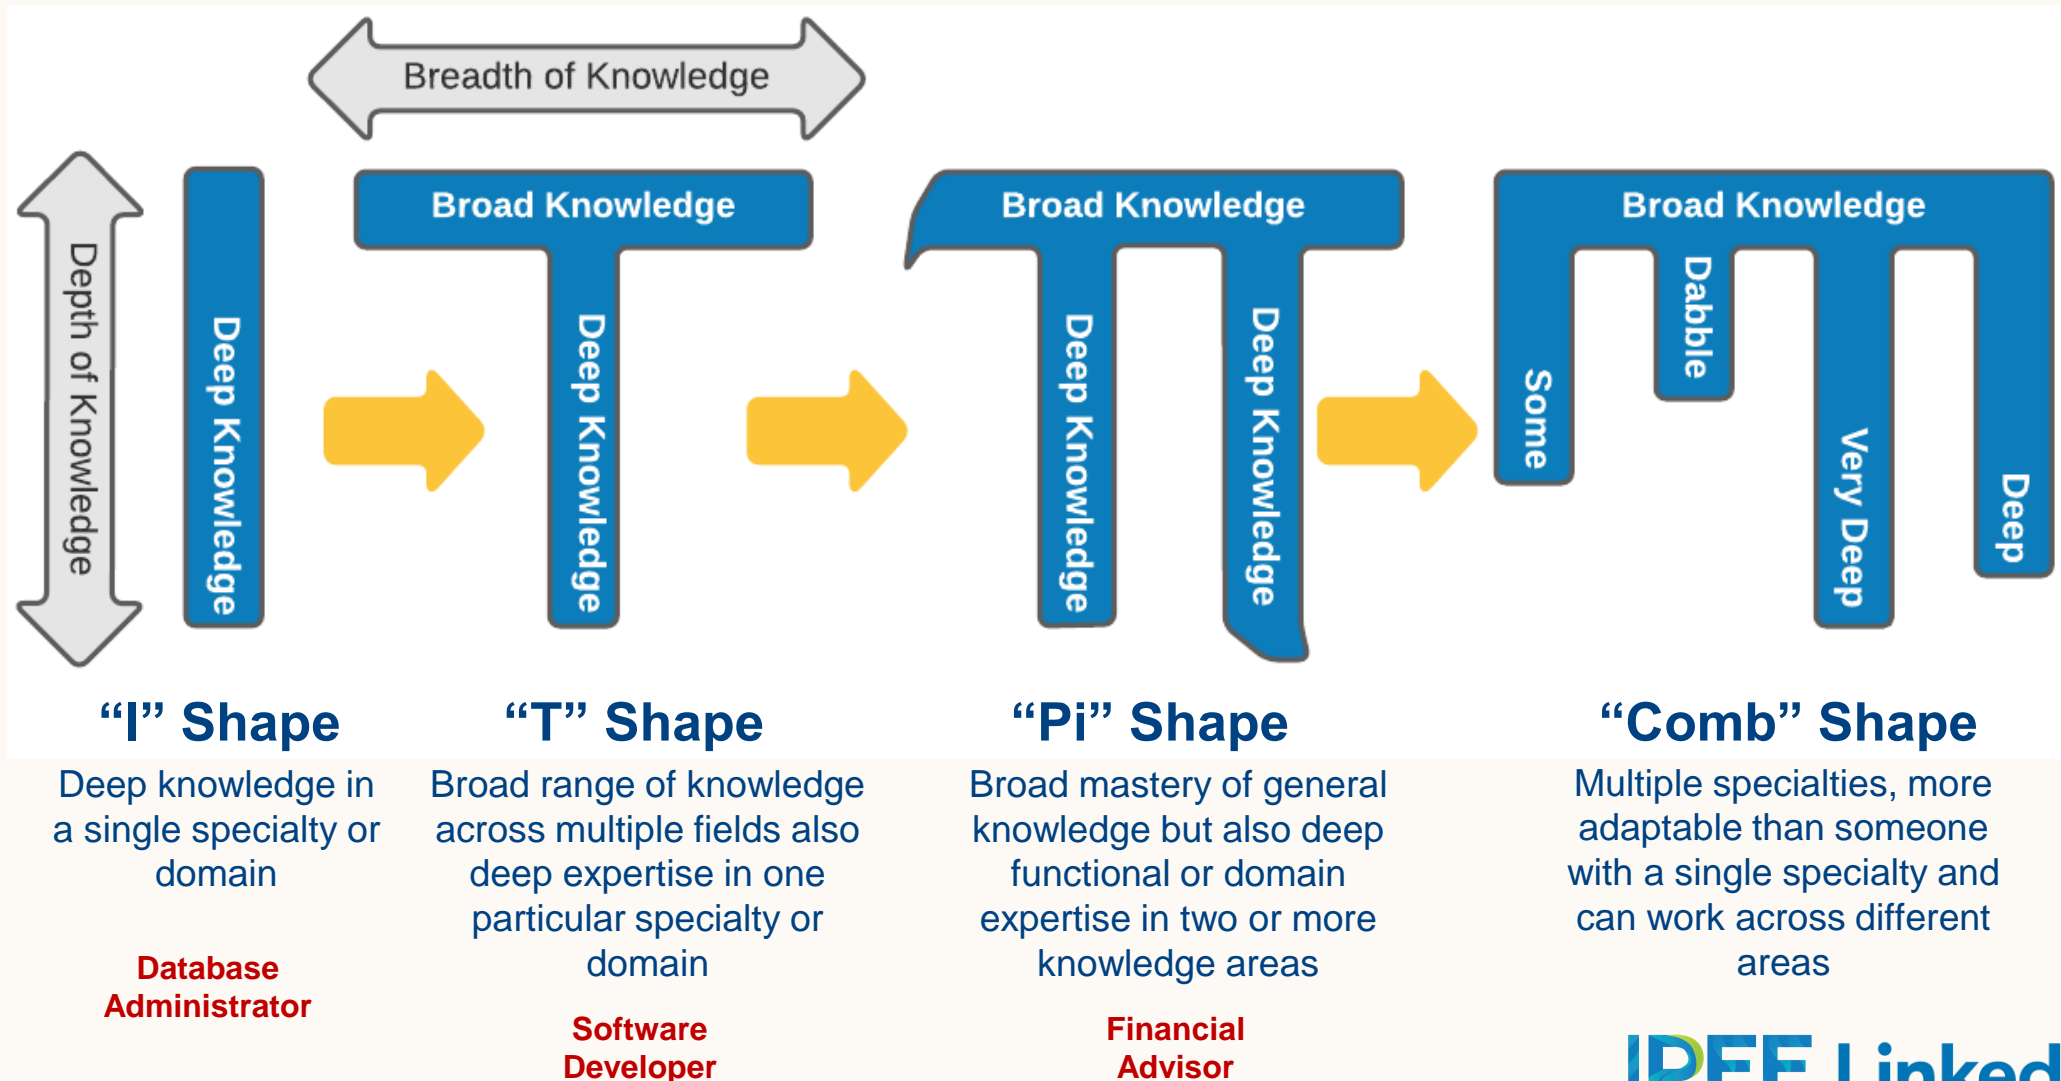 Breadth of Knowledge
Depth of Knowledge
Deep Knowledge
Broad Knowledge
Deep Knowledge
Broad Knowledge
Deep Knowledge
Deep Knowledge
Broad Knowledge
Some
Dabble
Very Deep
Deep
“I” Shape
Deep knowledge in
a single specialty or
domain
Database
Administrator
“T” Shape
Broad range of knowledge
across multiple fields also
deep expertise in one
particular specialty or
domain
Software
Developer
“Pi” Shape
Broad mastery of general
knowledge but also deep
functional or domain
expertise in two or more
knowledge areas
Financial
Advisor
“Comb” Shape
Multiple specialties, more
adaptable than someone
with a single specialty and
can work across different
areas
Linked